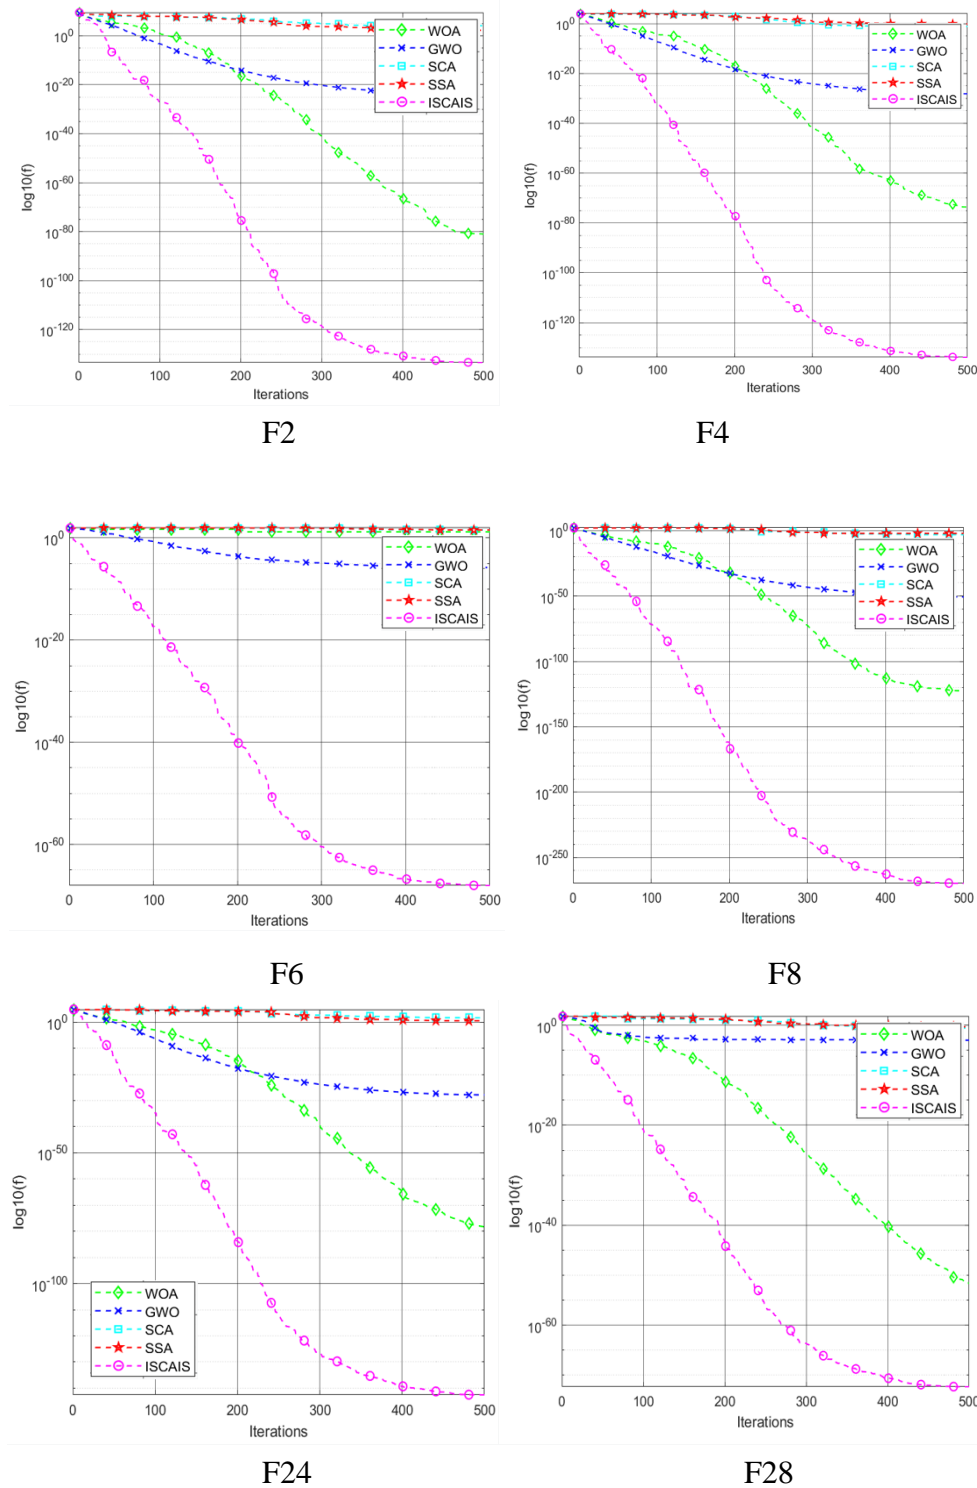 10^0
10^-20
10^-40
10^-60
10^-80
10^-100
10^-120
log10(f)
0 100 200 300 400 500
Iterations
WOA
GWO
SCA
SSA
ISCAIS
F2
10^0
10^-20
10^-40
10^-60
10^-80
10^-100
10^-120
log10(f)
0 100 200 300 400 500
Iterations
WOA
GWO
SCA
SSA
ISCAIS
F4
10^0
10^-20
10^-40
10^-60
log10(f)
0 100 200 300 400 500
Iterations
WOA
GWO
SCA
SSA
ISCAIS
F6
10^0
10^-50
10^-100
10^-150
10^-200
10^-250
log10(f)
0 100 200 300 400 500
Iterations
WOA
GWO
SCA
SSA
ISCAIS
F8
10^0
10^-50
10^-100
log10(f)
0 100 200 300 400 500
Iterations
WOA
GWO
SCA
SSA
ISCAIS
F24
10^0
10^-20
10^-40
10^-60
log10(f)
0 100 200 300 400 500
Iterations
WOA
GWO
SCA
SSA
ISCAIS
F28